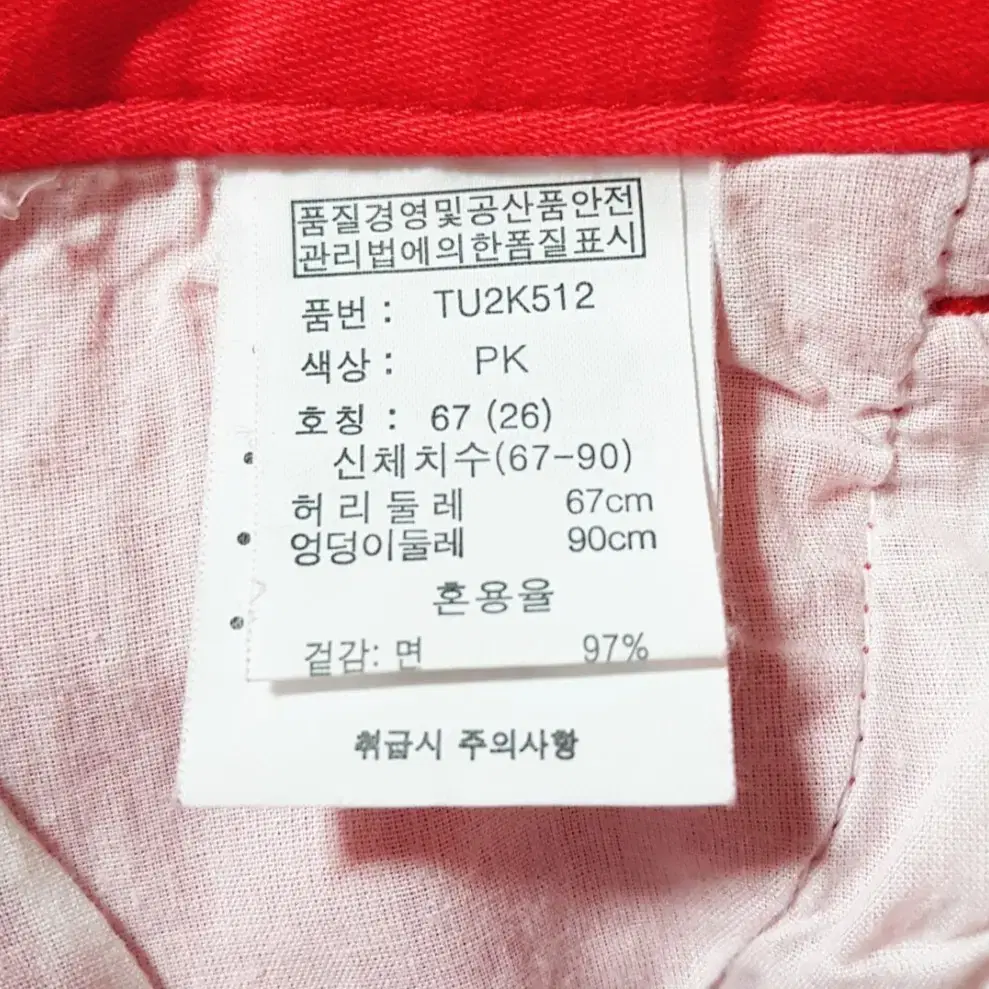 품질경영및공산품안전
관리법에의한폼질표시
품번 : TU2K512
색상 : PK
호칭 : 67 (26)
신체치수(67-90)
허리둘레 67cm
엉덩이둘레 90cm
혼용율
겉감: 면 97%
취급시 주의사항